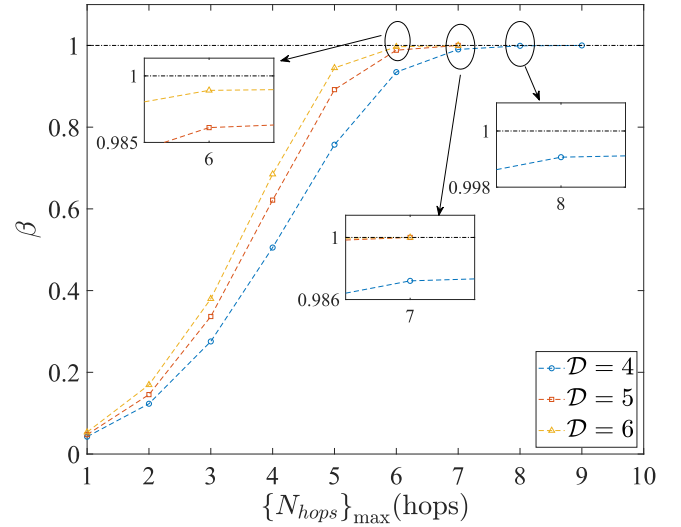 1
0.8
0.6
0.4
0.2
0
β
1
0.985
6
1
0.998
8
1
0.986
7
𝒟 = 4
𝒟 = 5
𝒟 = 6
1 2 3 4 5 6 7 8 9 10
{N_hops}_max(hops)